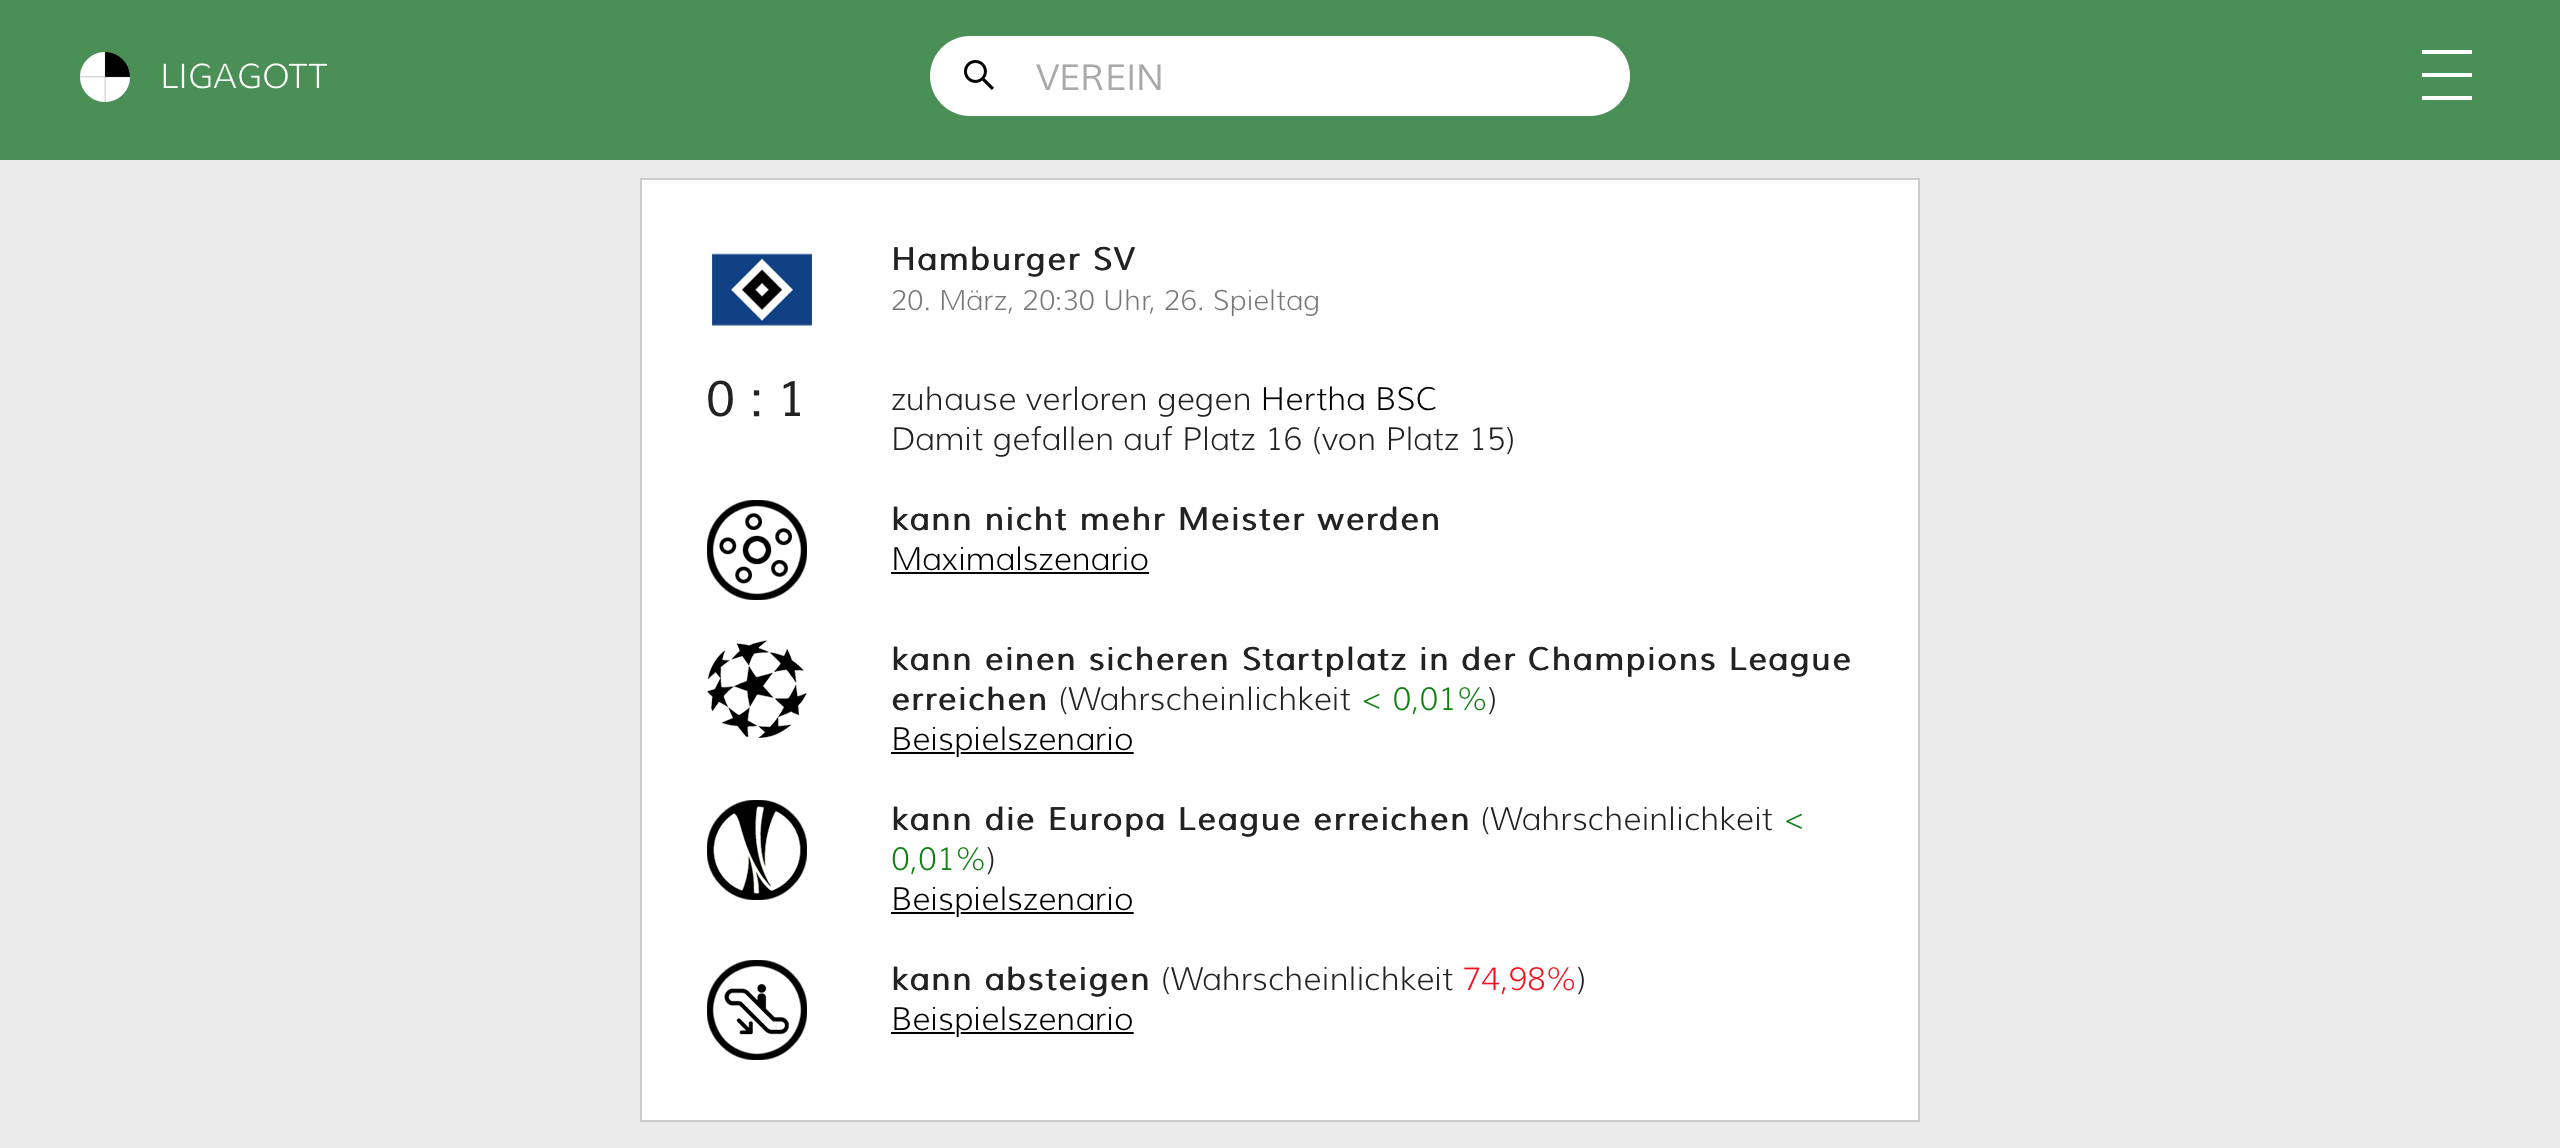 LIGAGOTT
VEREIN
Hamburger SV
20. März, 20:30 Uhr, 26. Spieltag
0 : 1
zuhause verloren gegen Hertha BSC
Damit gefallen auf Platz 16 (von Platz 15)
kann nicht mehr Meister werden
Maximalszenario
kann einen sicheren Startplatz in der Champions League
erreichen (Wahrscheinlichkeit < 0,01%)
Beispielszenario
kann die Europa League erreichen (Wahrscheinlichkeit <
0,01%)
Beispielszenario
kann absteigen (Wahrscheinlichkeit 74,98%)
Beispielszenario